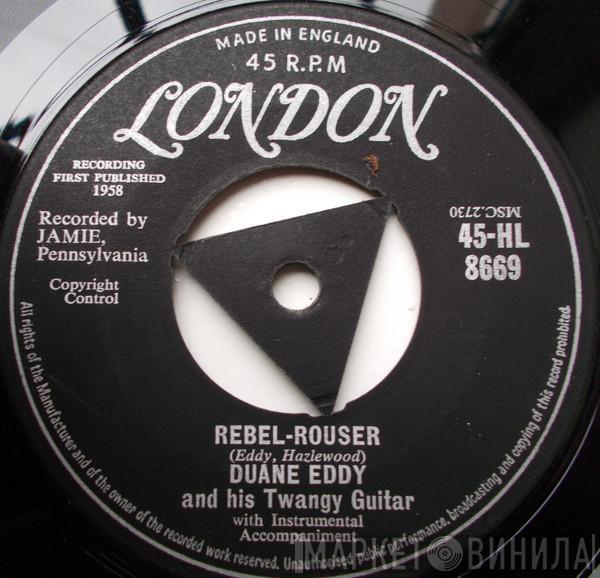 MADE IN ENGLAND
45 R.P.M
LONDON
RECORDING
FIRST PUBLISHED
1958
Recorded by
JAMIE,
Pennsylvania
Copyright
Control
MSC.2730
45-HL
8669
REBEL-ROUSER
(Eddy, Hazlewood)
DUANE EDDY
and his Twangy Guitar
with Instrumental
Accompaniment
All rights of the Manufacturer and of the owner of the recorded work reserved. Unauthorised public performance, broadcasting and copying of this record prohibited.
МАРКЕТ ВИНИЛА